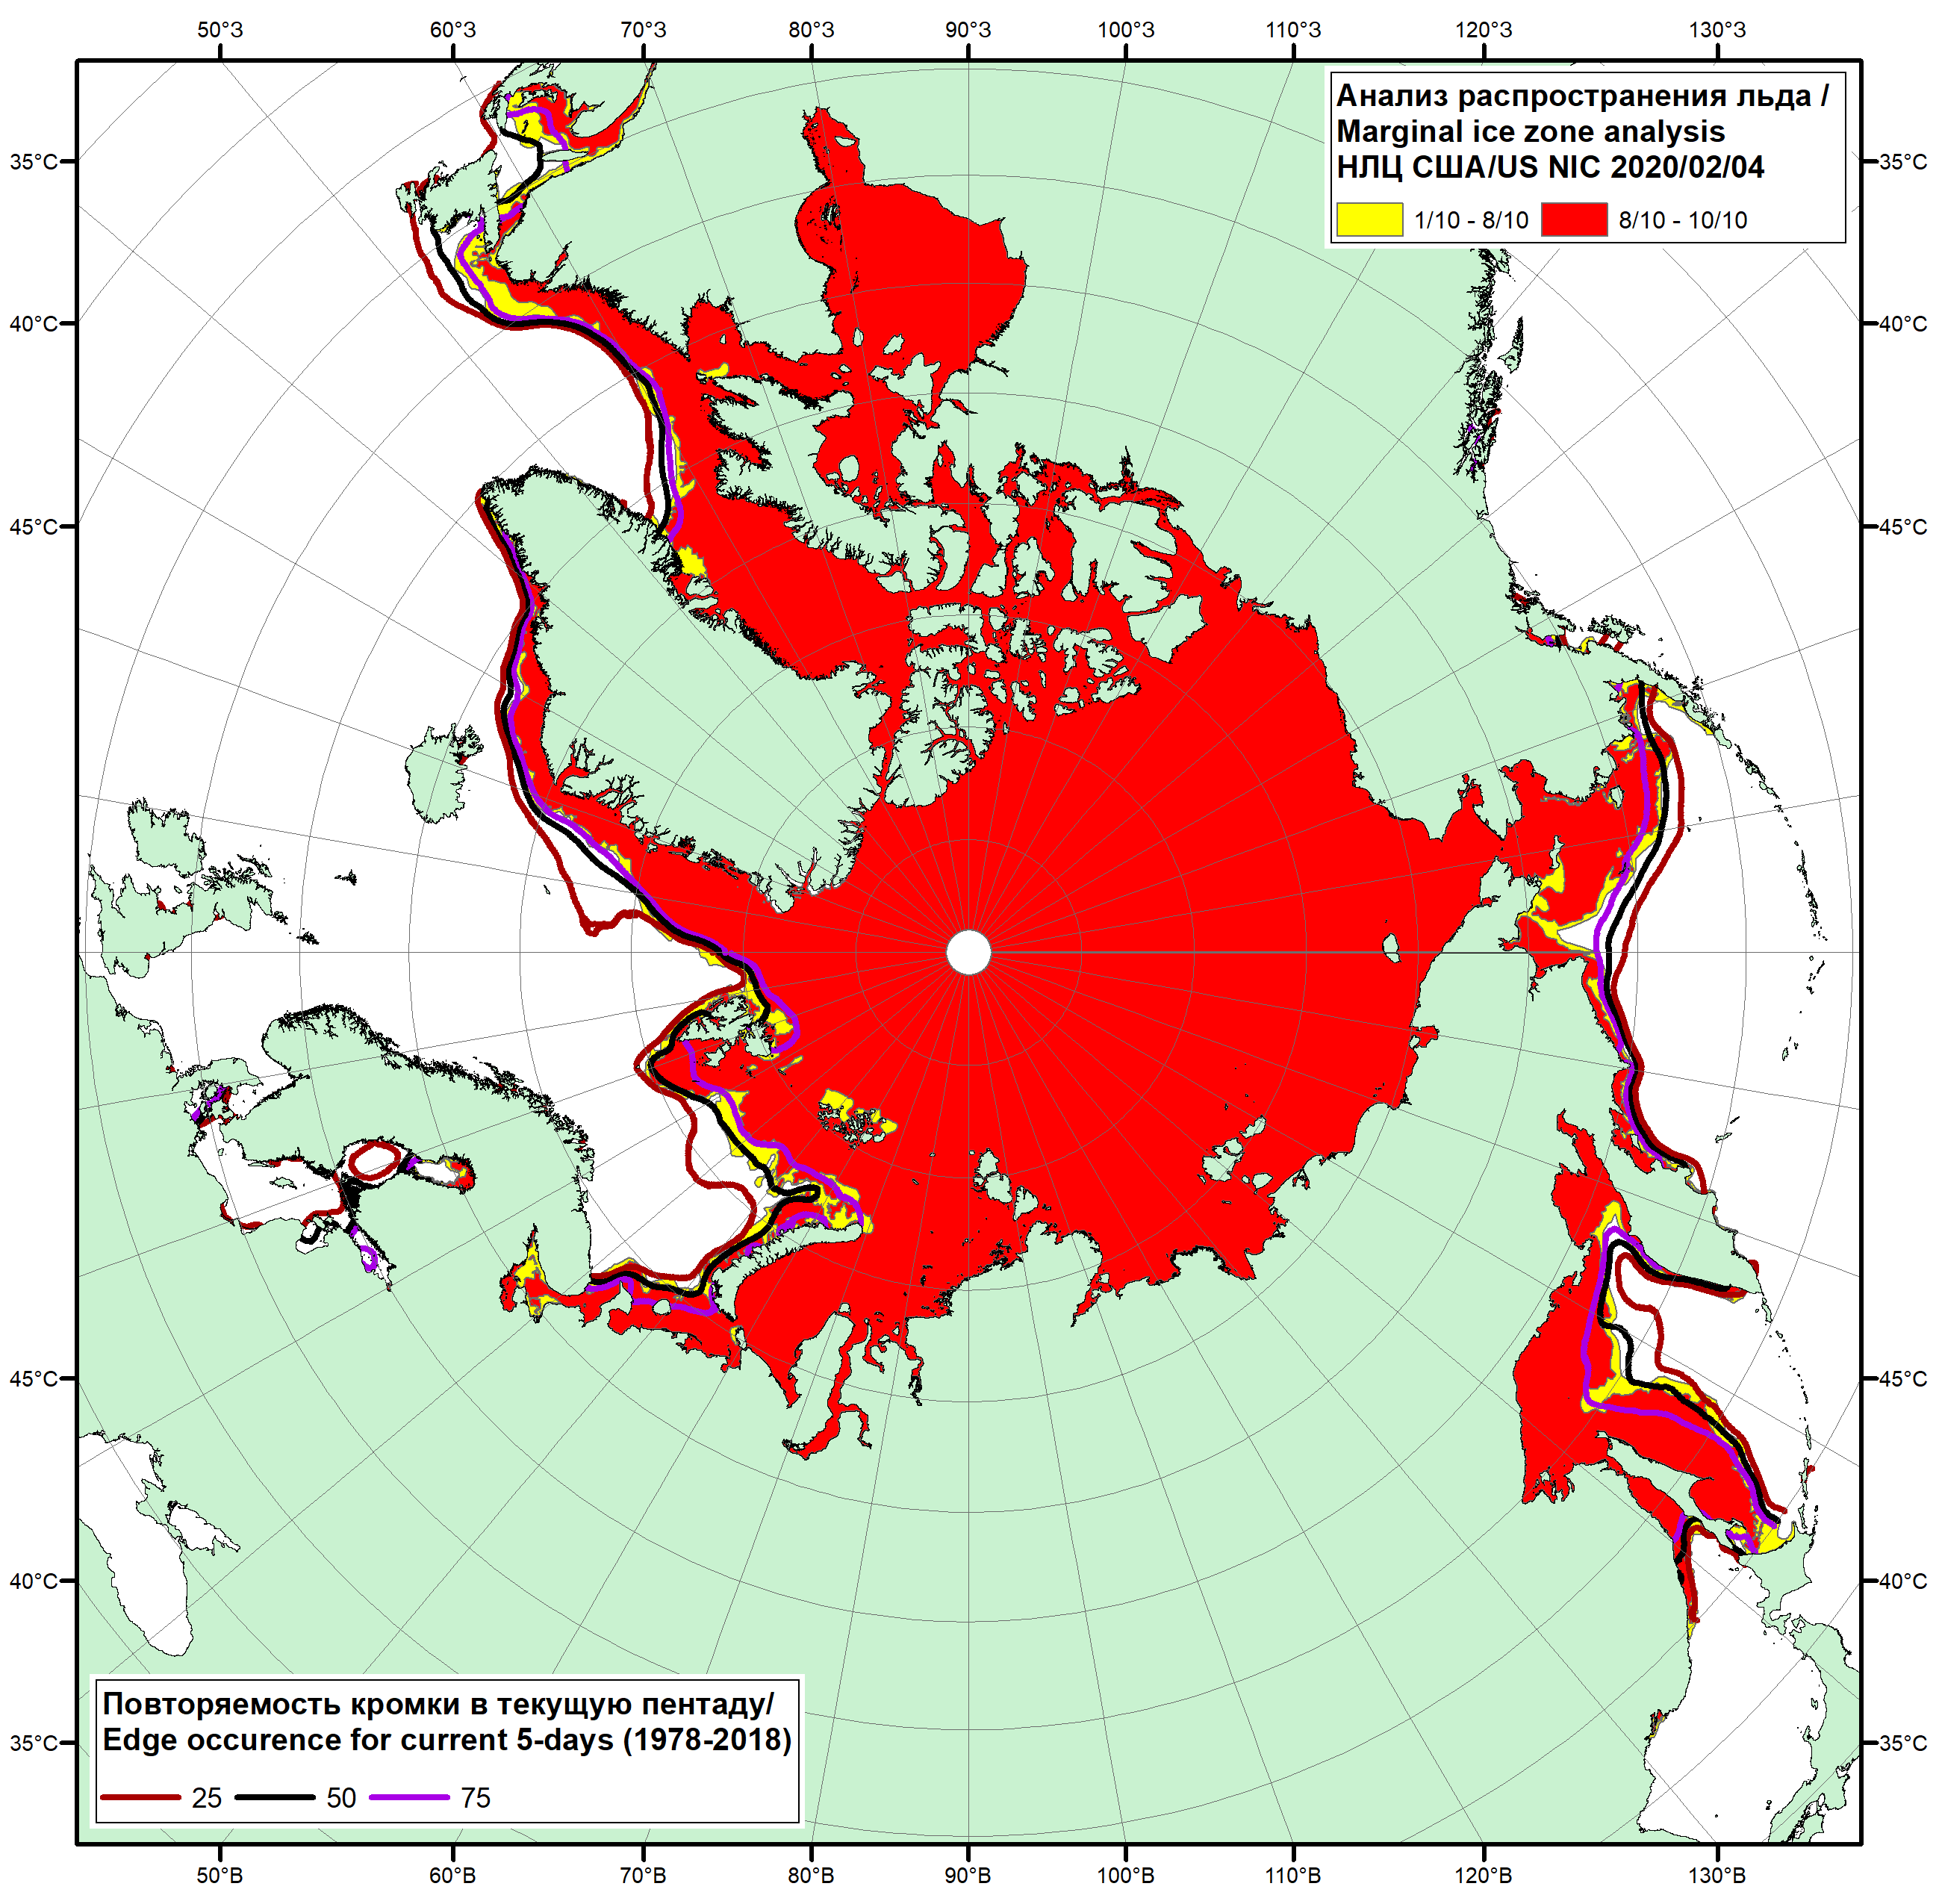 50°З 60°З 70°З 80°З 90°З 100°З 110°З 120°З 130°З
Анализ распространения льда /
Marginal ice zone analysis
НЛЦ США/US NIC 2020/02/04
1/10 - 8/10 8/10 - 10/10
35°С 35°С
40°С 40°С
45°С 45°С
45°С 45°С
40°С 40°С
35°С 35°С
Повторяемость кромки в текущую пентаду/
Edge occurence for current 5-days (1978-2018)
25 50 75
50°В 60°В 70°В 80°В 90°В 100°В 110°В 120°В 130°В